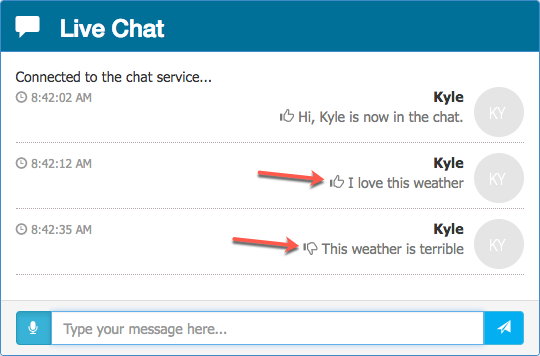 Live Chat
Connected to the chat service...
8:42:02 AM
Kyle
Hi, Kyle is now in the chat.
KY
8:42:12 AM
Kyle
I love this weather
KY
8:42:35 AM
Kyle
This weather is terrible
KY
Type your message here...